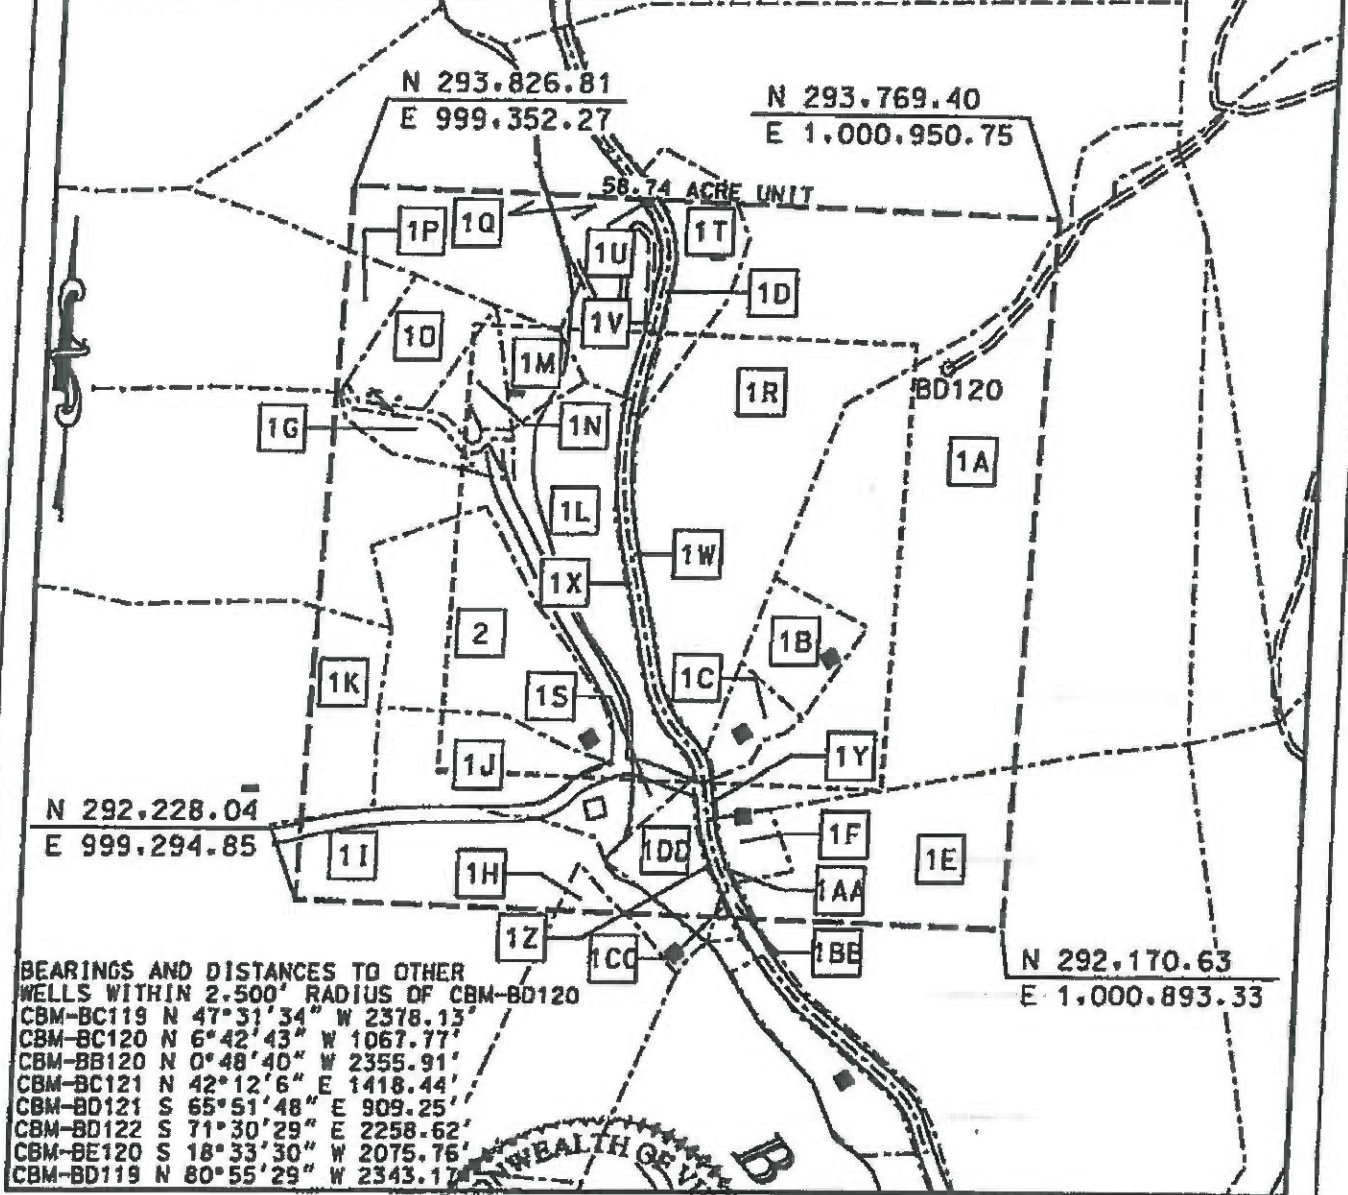 N 293,826.81
E 999,352.27
N 293,769.40
E 1,000,950.75
58.74 ACRE UNIT
1P
1Q
1U
1T
1D
1V
1O
1M
1R
BD120
1G
1N
1A
1L
1W
1X
2
1B
1K
1C
1S
1J
1Y
N 292,228.04
E 999,294.85
1I
1DD
1F
1E
1H
1AA
1Z
1CC
1BB
N 292,170.63
E 1,000,893.33
BEARINGS AND DISTANCES TO OTHER
WELLS WITHIN 2,500' RADIUS OF CBM-BD120
CBM-BC119 N 47°31'34" W 2378.13'
CBM-BC120 N 6°42'43" W 1067.77'
CBM-BB120 N 0°48'40" W 2355.91'
CBM-BC121 N 42°12'6" E 1418.44'
CBM-BD121 S 65°51'48" E 909.25'
CBM-BD122 S 71°30'29" E 2258.62'
CBM-BE120 S 18°33'30" W 2075.76'
CBM-BD119 N 80°55'29" W 2343.17'
NWEALTH OF V
B